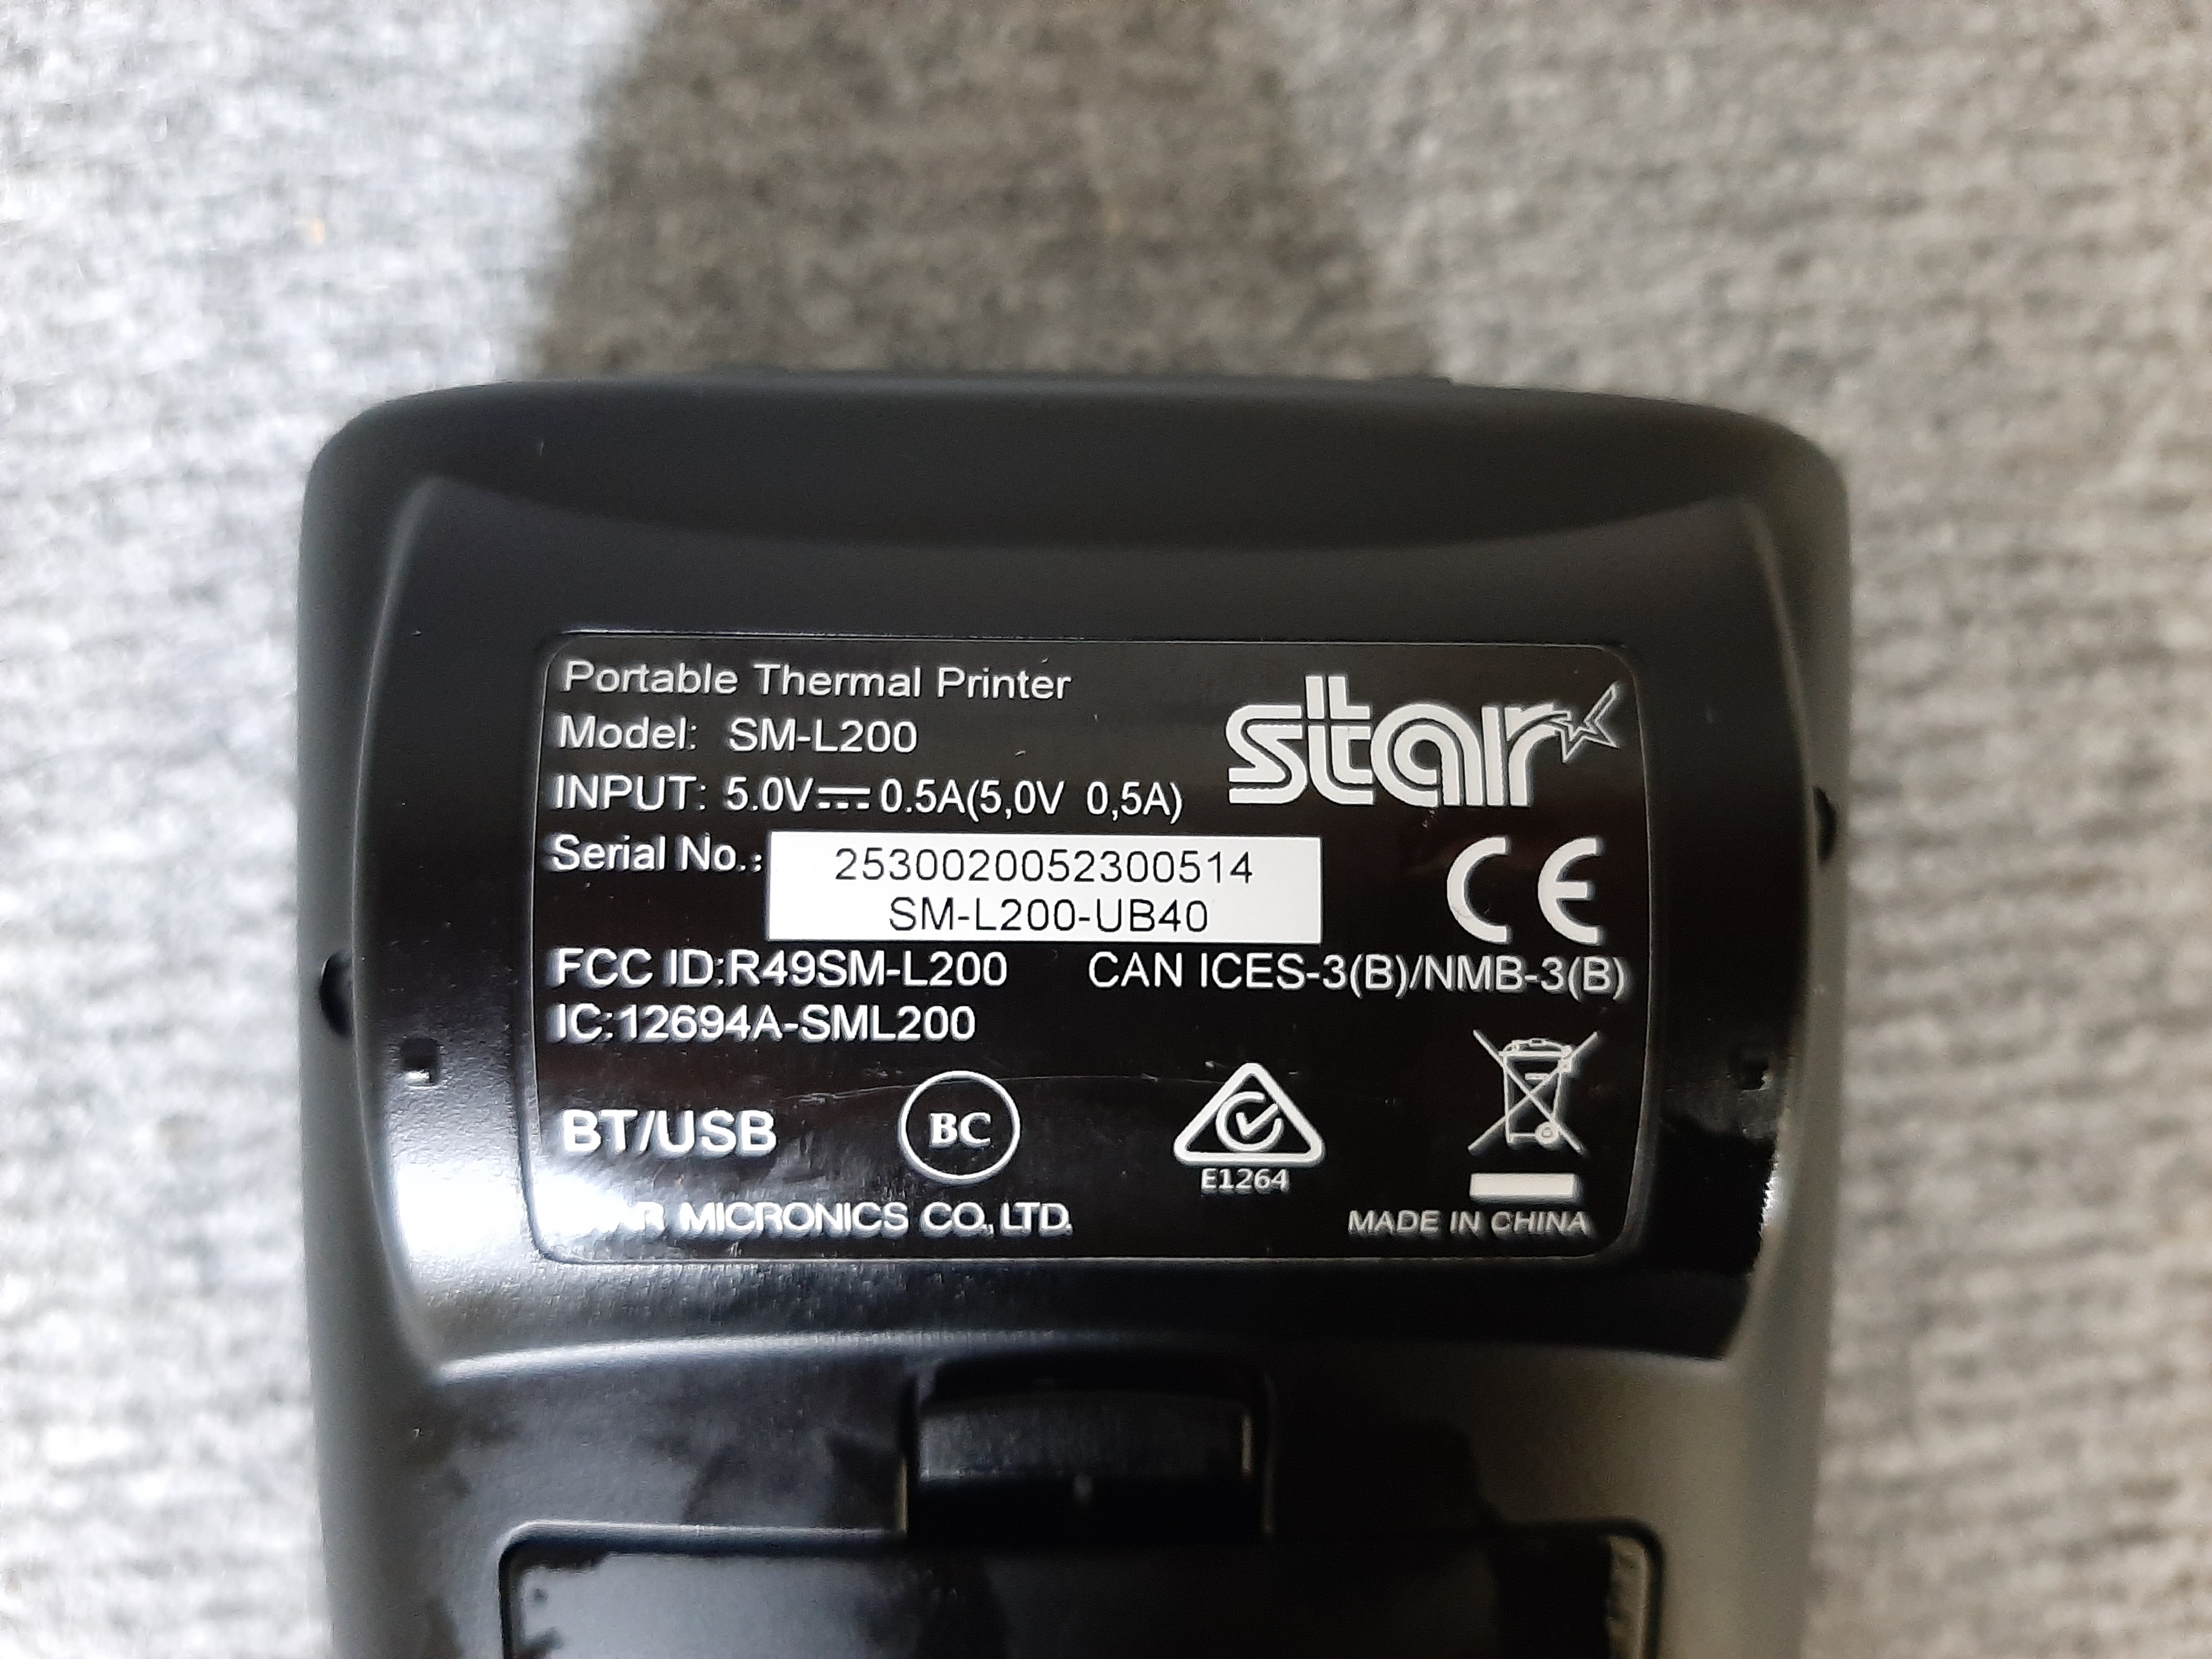 Portable Thermal Printer
Model: SM-L200
star
INPUT: 5.0V⎓0.5A(5,0V 0,5A)
Serial No.: 2530020052300514
SM-L200-UB40
CE
FCC ID:R49SM-L200 CAN ICES-3(B)/NMB-3(B)
IC:12694A-SML200
BT/USB BC
E1264
MICRONICS CO.,LTD. MADE IN CHINA